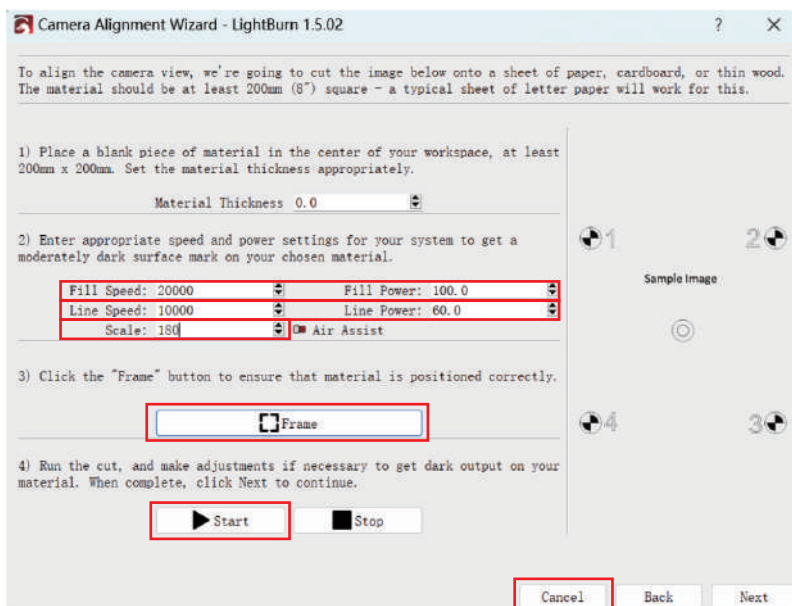 Camera Alignment Wizard - LightBurn 1.5.02
?
To align the camera view, we're going to cut the image below onto a sheet of paper, cardboard, or thin wood.
The material should be at least 200mm (8") square - a typical sheet of letter paper will work for this.
1) Place a blank piece of material in the center of your workspace, at least
200mm x 200mm. Set the material thickness appropriately.
Material Thickness 0.0
2) Enter appropriate speed and power settings for your system to get a
moderately dark surface mark on your chosen material.
Fill Speed: 20000 Fill Power: 100.0
Line Speed: 10000 Line Power: 60.0
Scale: 180 Air Assist
3) Click the "Frame" button to ensure that material is positioned correctly.
Frame
4) Run the cut, and make adjustments if necessary to get dark output on your
material. When complete, click Next to continue.
Start Stop
1 2
Sample Image
4 3
Cancel Back Next